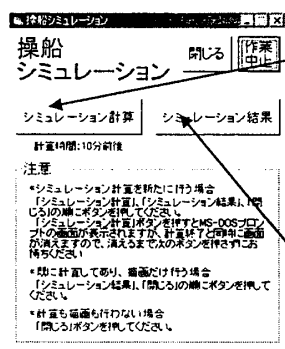 操船シミュレーション
操船
シミュレーション
閉じる
作業
中止
シミュレーション計算
シミュレーション結果
計算時間:10分前後
注意
*シミュレーション計算を新たに行う場合
「シミュレーション計算」、「シミュレーション結果」、「閉
じる」の順にボタンを押してください。
「シミュレーション計算」ボタンを押すとMS-DOSプロン
プトの画面が表示されますが、計算終了と同時に画面
が消えますので、消えるまで次のボタンを押さずにお
待ちください
*既に計算してあり、描画だけ行う場合
「シミュレーション結果」、「閉じる」の順にボタンを押して
ください。
*計算も描画も行わない場合
「閉じる」ボタンを押してください。